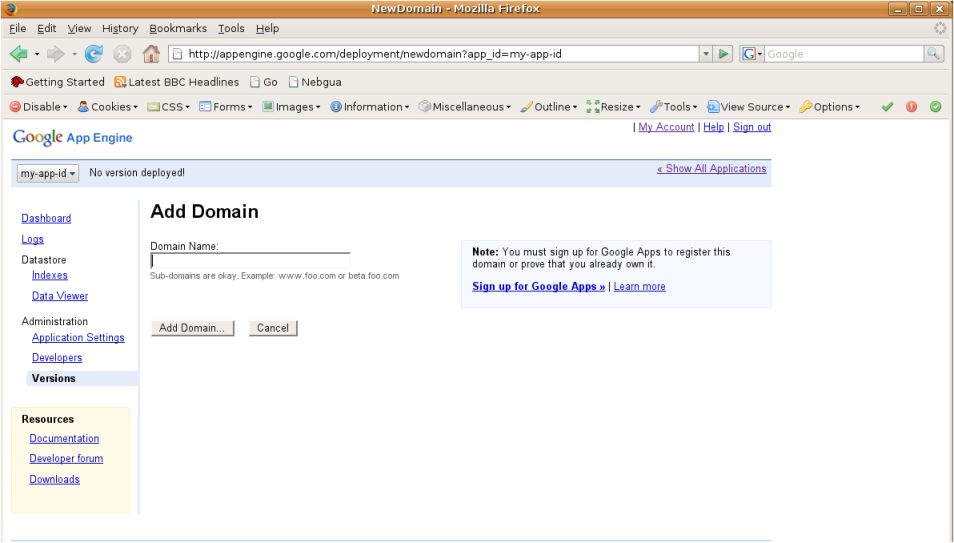 NewDomain - Mozilla Firefox
File Edit View History Bookmarks Tools Help
http://appengine.google.com/deployment/newdomain?app_id=my-app-id
G Google
Getting Started Latest BBC Headlines Go Nebgua
Disable Cookies CSS Forms Images Information Miscellaneous Outline Resize Tools View Source Options
| My Account | Help | Sign out
Google App Engine
my-app-id No version deployed!
« Show All Applications
Add Domain
Dashboard
Logs
Datastore
Indexes
Data Viewer
Administration
Application Settings
Developers
Versions
Resources
Documentation
Developer forum
Downloads
Domain Name:
Sub-domains are okay. Example: www.foo.com or beta.foo.com
Add Domain...
Cancel
Note: You must sign up for Google Apps to register this
domain or prove that you already own it.
Sign up for Google Apps » | Learn more